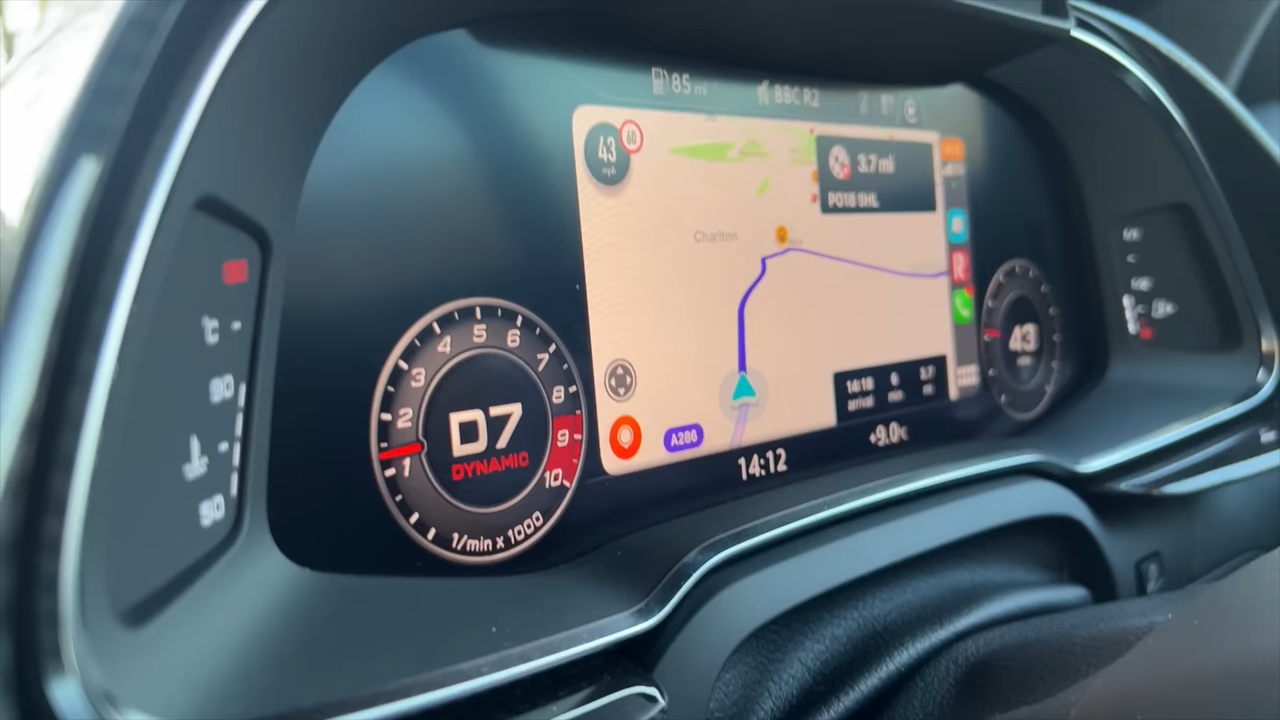 85 mi
BBC R2
43
mph
60
3.7 mi
PO18 9HL
Charlton
A286
14:18
6
3.7
arrival
min
mi
14:12
+9.0°C
1
2
3
4
5
6
7
8
9
10
D7
DYNAMIC
1/min x 1000
43
°C
90
50